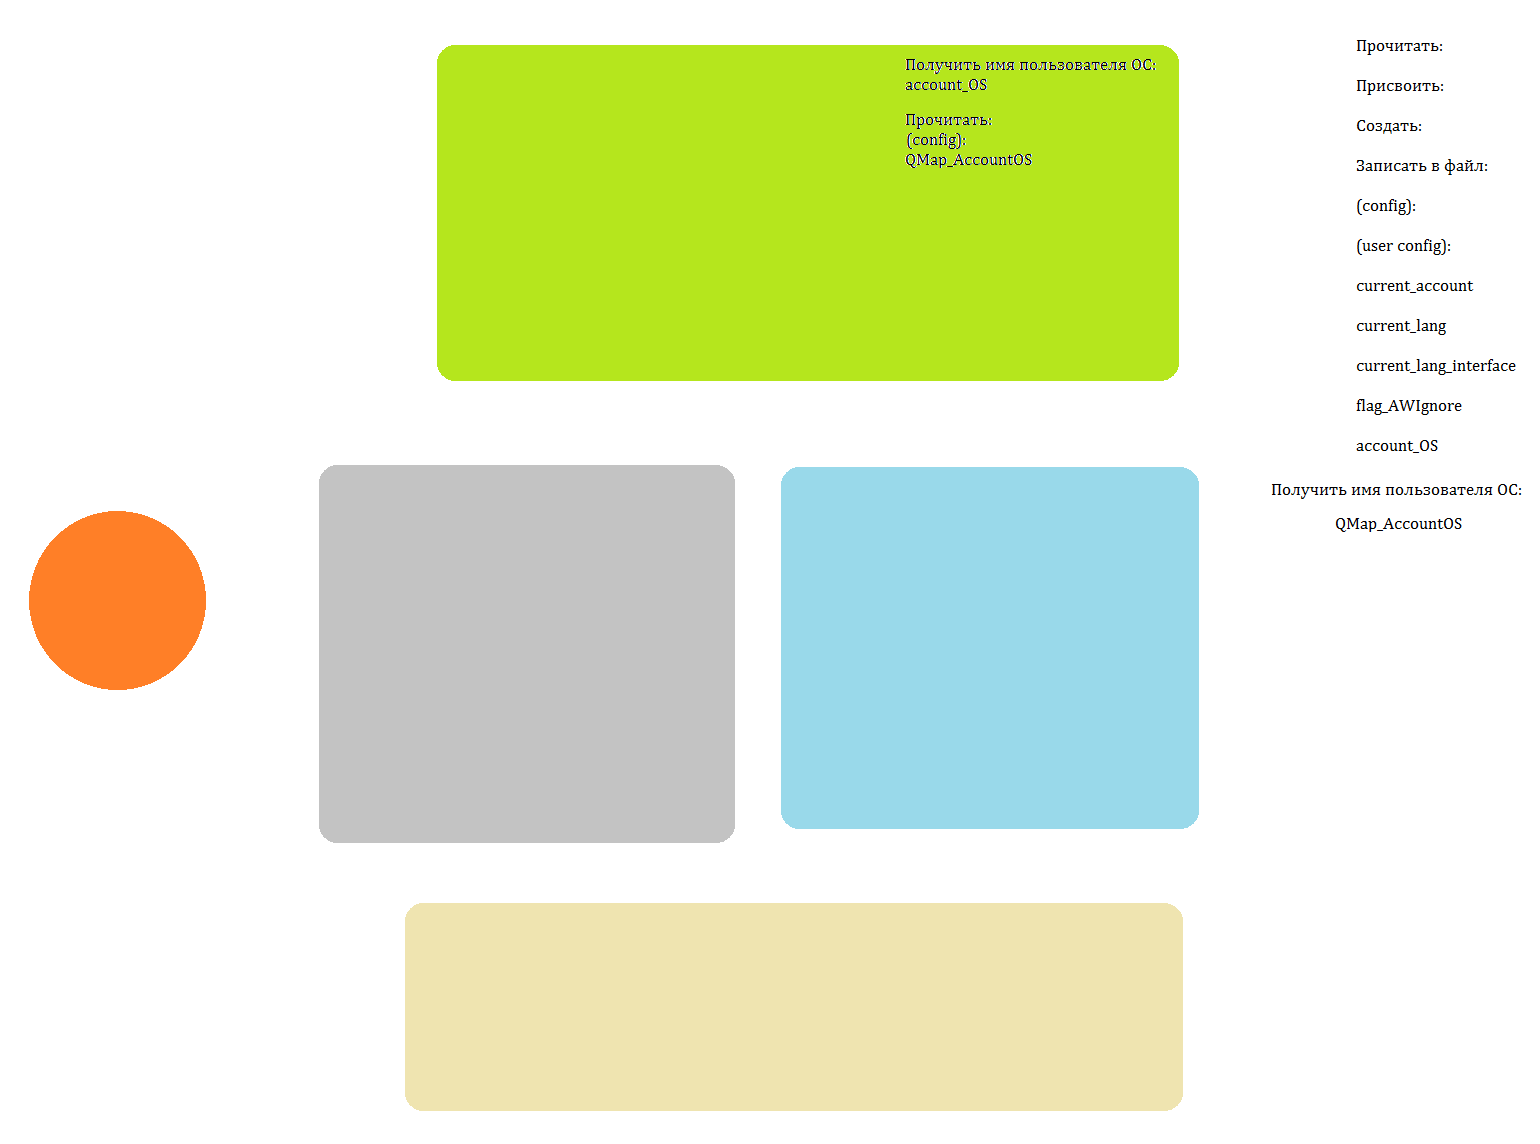 Получить имя пользователя ОС:
account_OS
Прочитать:
(config):
QMap_AccountOS
Прочитать:
Присвоить:
Создать:
Записать в файл:
(config):
(user config):
current_account
current_lang
current_lang_interface
flag_AWIgnore
account_OS
Получить имя пользователя ОС:
QMap_AccountOS